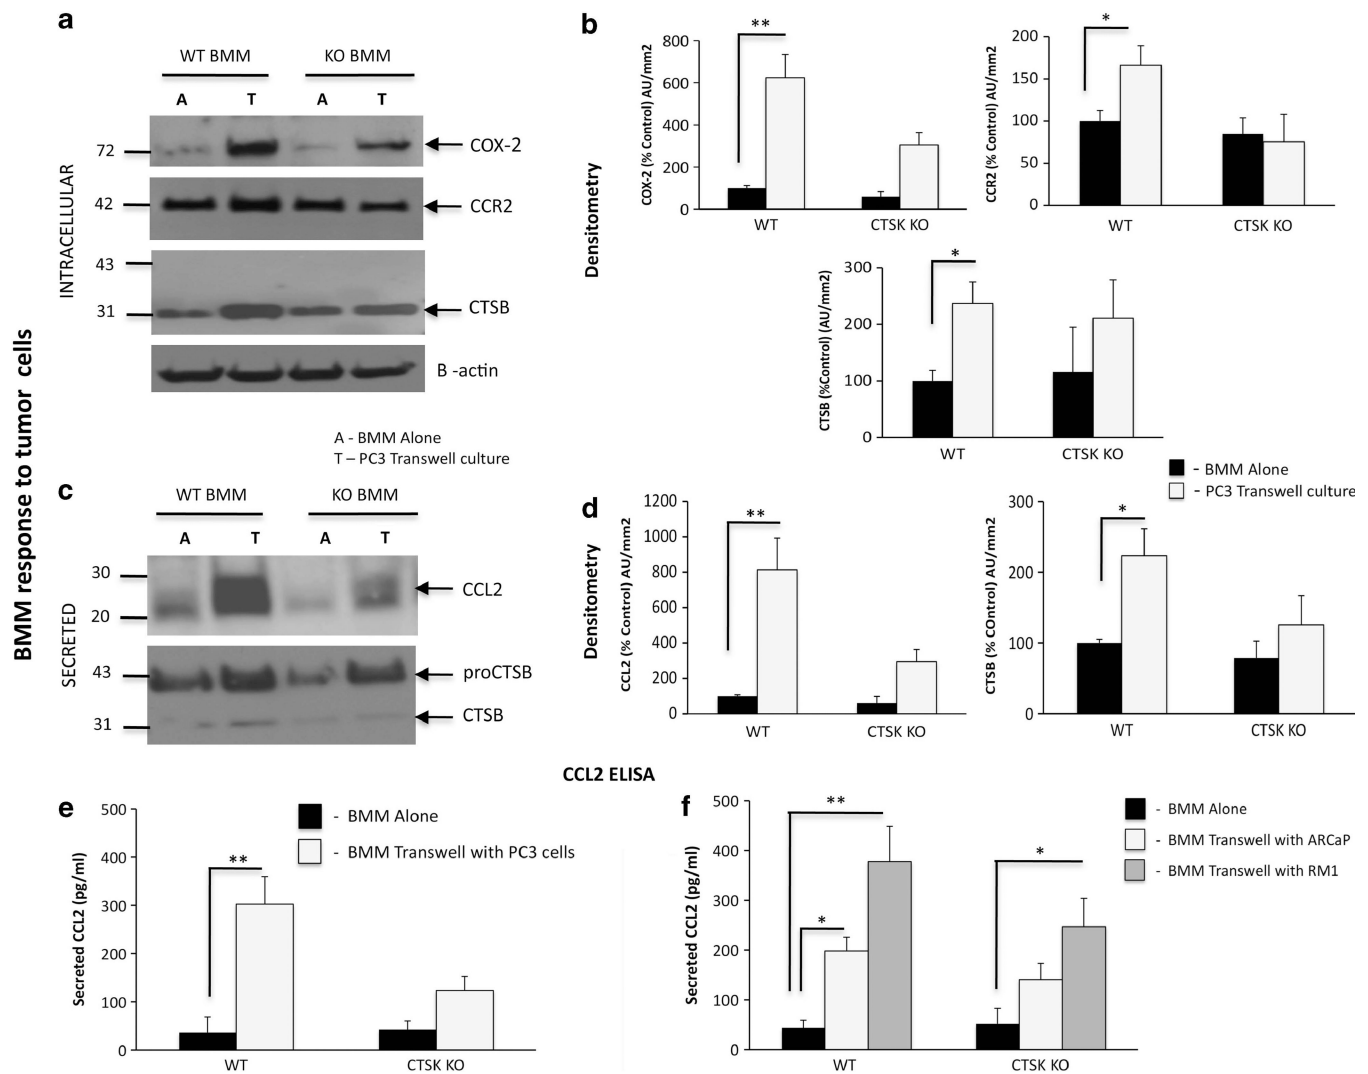 BMM response to tumor cells
a
WT BMM KO BMM
A T A T
INTRACELLULAR
72 COX-2
42 CCR2
43
31 CTSB
B -actin
A - BMM Alone
T – PC3 Transwell culture
b
Densitometry
COX-2 (% Control) AU/mm2
800
600
400
200
0
**
WT CTSK KO
CCR2 (% Control) AU/mm2
200
150
100
50
0
*
WT CTSK KO
CTSB (%Control) (AU/mm2)
300
200
100
0
*
WT CTSK KO
- BMM Alone
- PC3 Transwell culture
c
WT BMM KO BMM
A T A T
SECRETED
30
CCL2
20
43 proCTSB
CTSB
31
d
Densitometry
CCL2 (% Control) AU/mm2
1200
1000
800
600
400
200
0
**
WT CTSK KO
CTSB (% COntrol) AU/mm2
300
200
100
0
*
WT CTSK KO
CCL2 ELISA
e
Secreted CCL2 (pg/ml)
500
400
300
200
100
0
**
- BMM Alone
- BMM Transwell with PC3 cells
WT CTSK KO
f
Secreted CCL2 (pg/ml)
500
400
300
200
100
0
**
*
*
- BMM Alone
- BMM Transwell with ARCaP
- BMM Transwell with RM1
WT CTSK KO